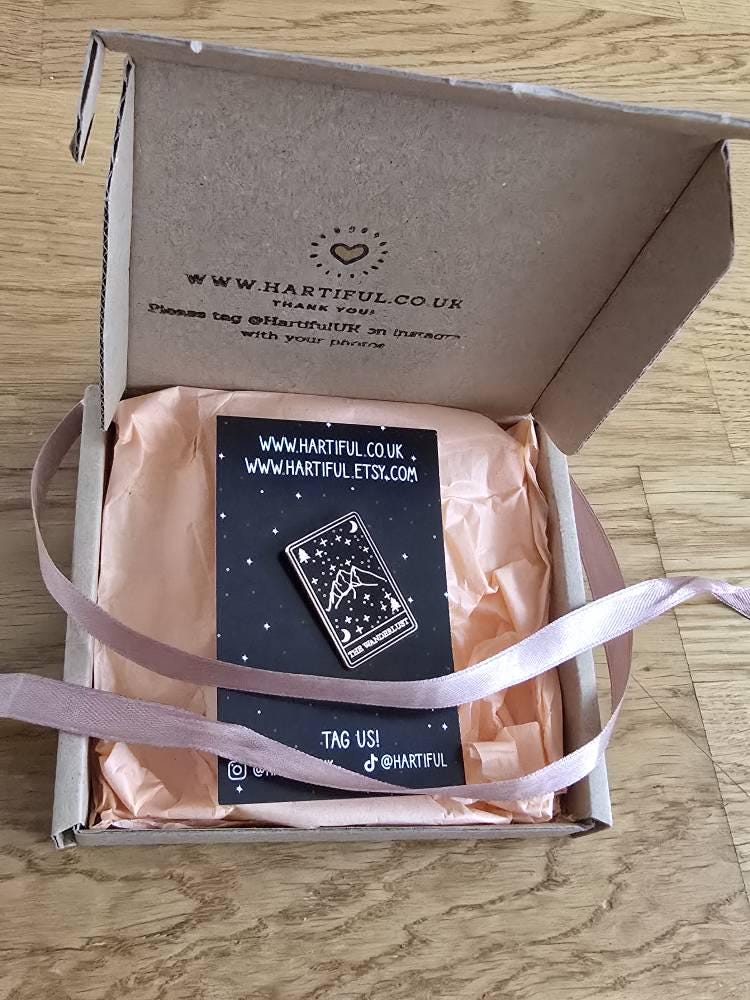 WWW.HARTIFUL.CO.UK
THANK YOU!
Please tag @HartifulUK on
with your photos
WWW.HARTIFUL.CO.UK
WWW.HARTIFUL.ETSY.COM
THE WANDERLUST
TAG US!
@HARTIFUL